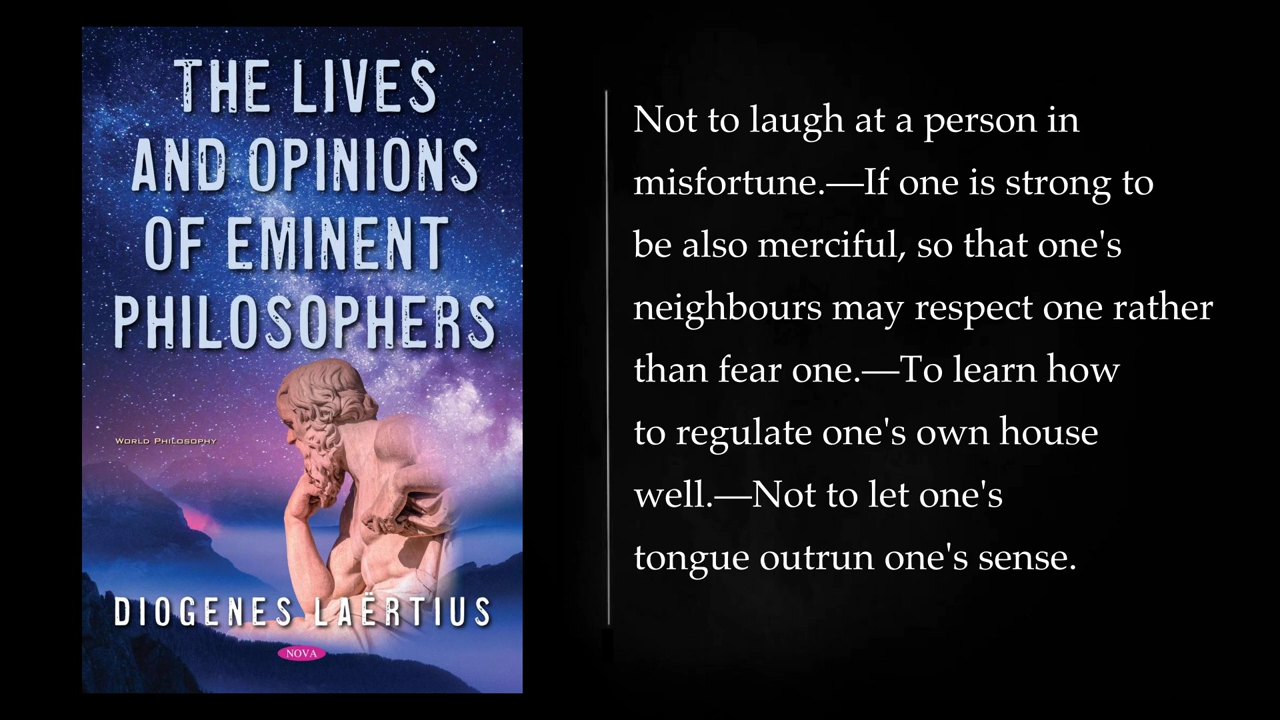 THE LIVES
AND OPINIONS
OF EMINENT
PHILOSOPHERS
WORLD PHILOSOPHY
DIOGENES LAËRTIUS
NOVA
Not to laugh at a person in
misfortune.—If one is strong to
be also merciful, so that one's
neighbours may respect one rather
than fear one.—To learn how
to regulate one's own house
well.—Not to let one's
tongue outrun one's sense.